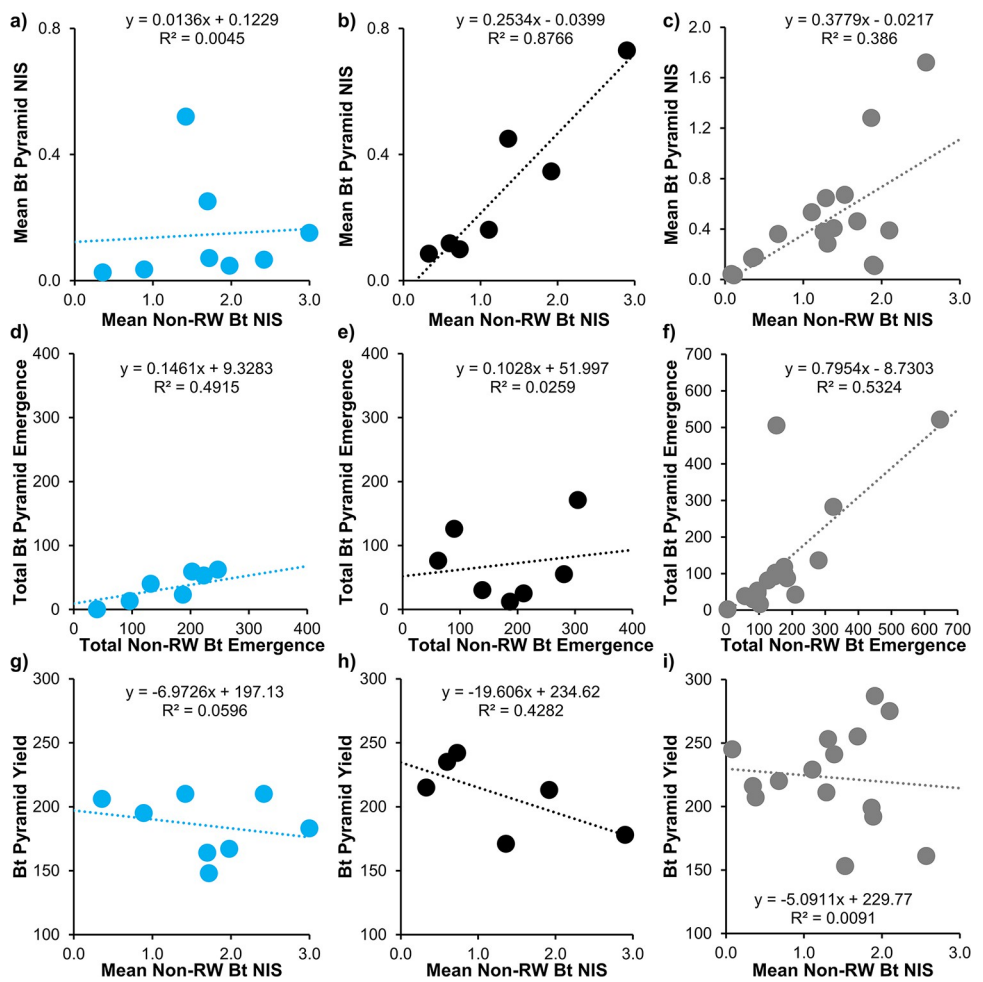 a)
y = 0.0136x + 0.1229
R² = 0.0045
Mean Bt Pyramid NIS
0.8
0.4
0.0
0.0 1.0 2.0 3.0
Mean Non-RW Bt NIS
b)
y = 0.2534x - 0.0399
R² = 0.8766
Mean Bt Pyramid NIS
0.8
0.4
0.0
0.0 1.0 2.0 3.0
Mean Non-RW Bt NIS
c)
y = 0.3779x - 0.0217
R² = 0.386
Mean Bt Pyramid NIS
2.0
1.6
1.2
0.8
0.4
0.0
0.0 1.0 2.0 3.0
Mean Non-RW Bt NIS
d)
y = 0.1461x + 9.3283
R² = 0.4915
Total Bt Pyramid Emergence
400
300
200
100
0
0 100 200 300 400
Total Non-RW Bt Emergence
e)
y = 0.1028x + 51.997
R² = 0.0259
Total Bt Pyramid Emergence
400
300
200
100
0
0 100 200 300 400
Total Non-RW Bt Emergence
f)
y = 0.7954x - 8.7303
R² = 0.5324
Total Bt Pyramid Emergence
700
600
500
400
300
200
100
0
0 100 200 300 400 500 600 700
Total Non-RW Bt Emergence
g)
y = -6.9726x + 197.13
R² = 0.0596
Bt Pyramid Yield
300
250
200
150
100
0.0 1.0 2.0 3.0
Mean Non-RW Bt NIS
h)
y = -19.606x + 234.62
R² = 0.4282
Bt Pyramid Yield
300
250
200
150
100
0.0 1.0 2.0 3.0
Mean Non-RW Bt NIS
i)
Bt Pyramid Yield
300
250
200
150
100
y = -5.0911x + 229.77
R² = 0.0091
0.0 1.0 2.0 3.0
Mean Non-RW Bt NIS